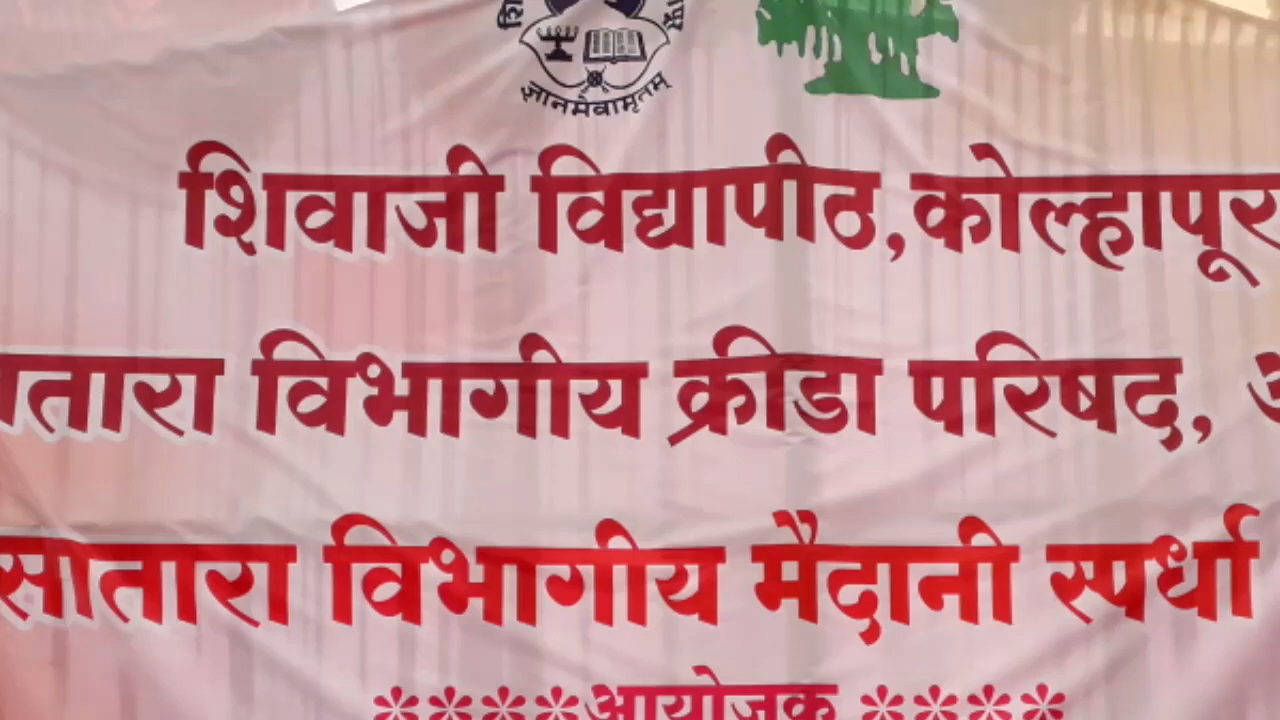 ज्ञानमेवामृतम्
शिवाजी विद्यापीठ,कोल्हापूर
सातारा विभागीय क्रीडा परिषद,
सातारा विभागीय मैदानी स्पर्धा
****आयोजक ****